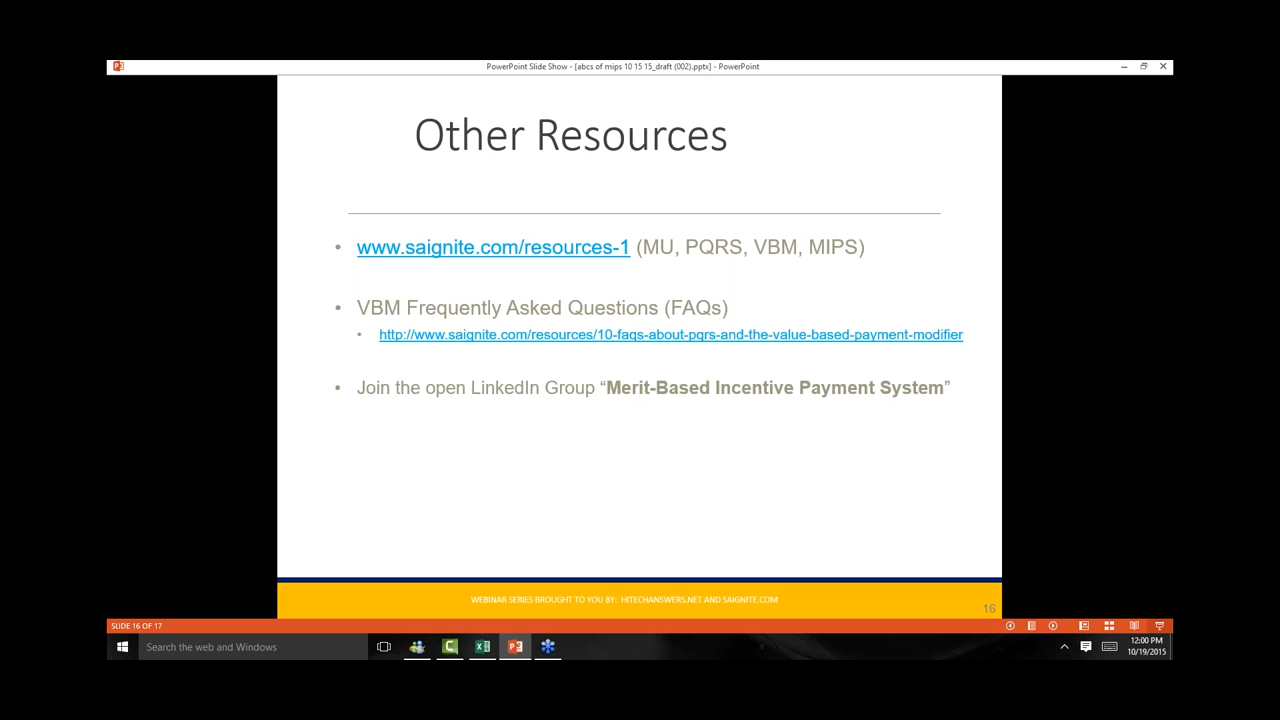 PowerPoint Slide Show - [abcs of mips 10 15 15_draft (002).pptx] - PowerPoint
Other Resources
• www.saignite.com/resources-1 (MU, PQRS, VBM, MIPS)
• VBM Frequently Asked Questions (FAQs)
• http://www.saignite.com/resources/10-faqs-about-pqrs-and-the-value-based-payment-modifier
• Join the open LinkedIn Group “Merit-Based Incentive Payment System”
WEBINAR SERIES BROUGHT TO YOU BY: HITECHANSWERS.NET AND SAIGNITE.COM
16
SLIDE 16 OF 17
Search the web and Windows
12:00 PM
10/19/2015